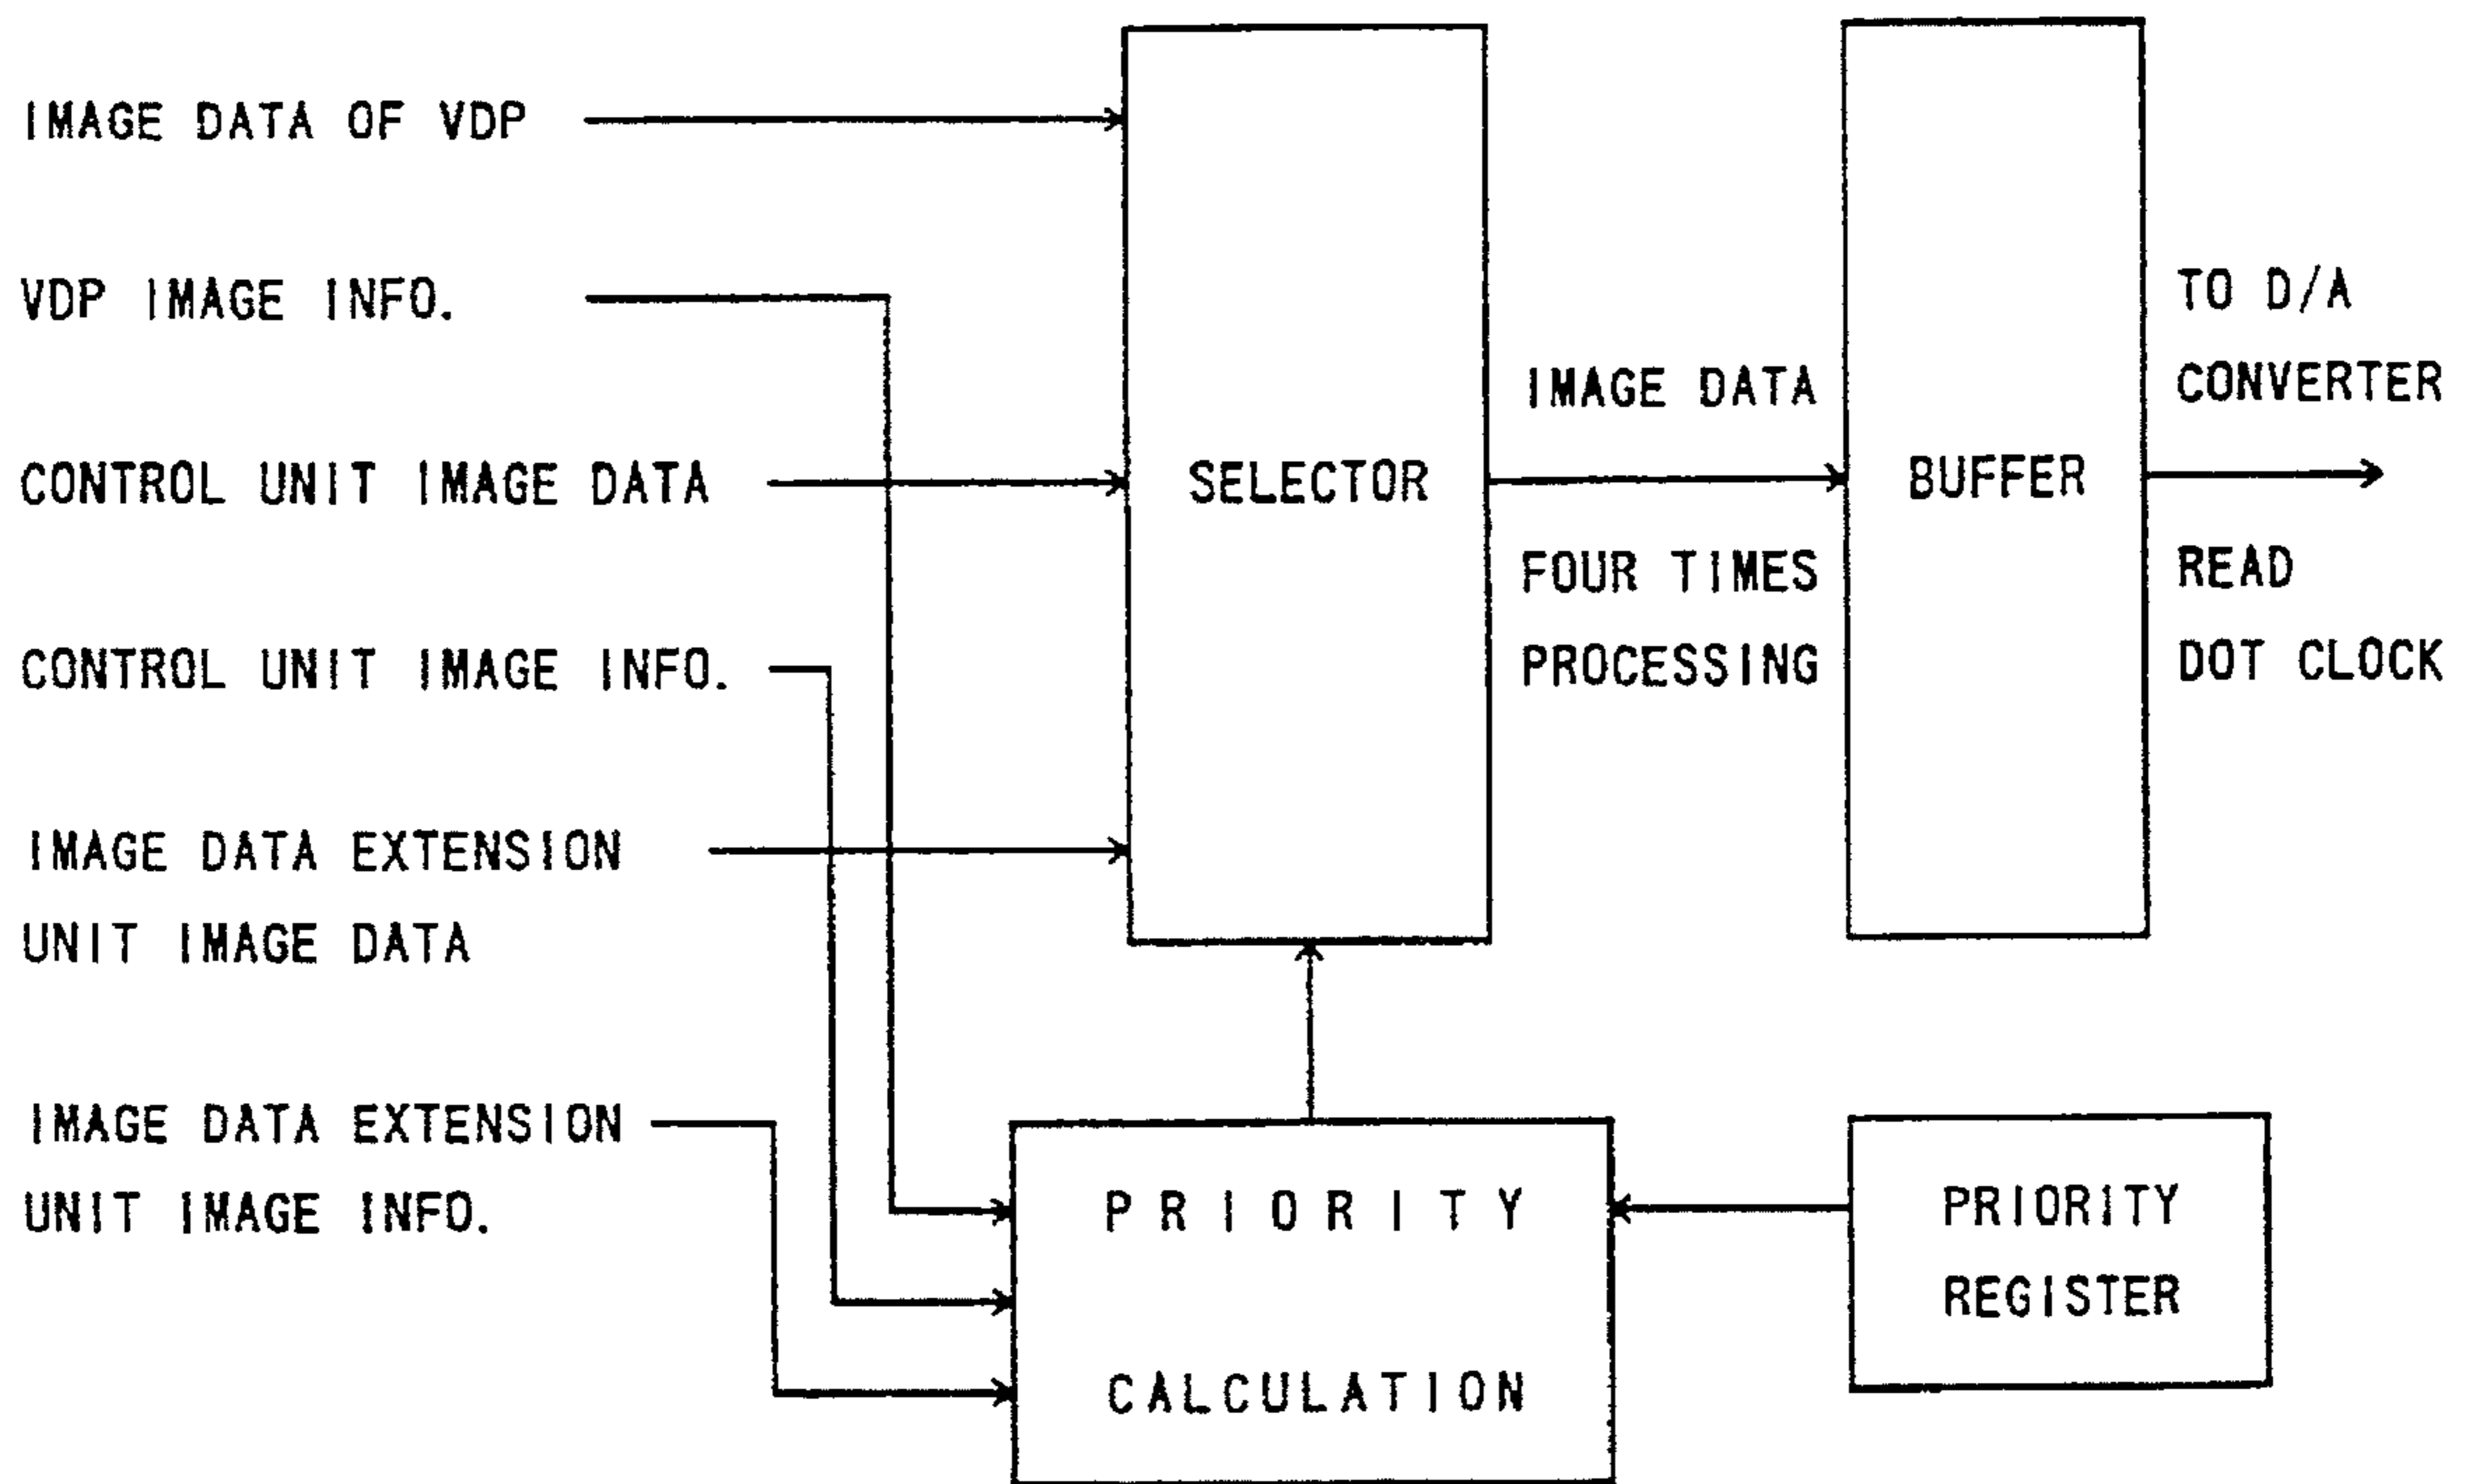 IMAGE DATA OF VDP
VDP IMAGE INFO.
CONTROL UNIT IMAGE DATA
CONTROL UNIT IMAGE INFO.
IMAGE DATA EXTENSION
UNIT IMAGE DATA
IMAGE DATA EXTENSION
UNIT IMAGE INFO.
SELECTOR
IMAGE DATA
FOUR TIMES
PROCESSING
BUFFER
TO D/A
CONVERTER
READ
DOT CLOCK
PRIORITY
CALCULATION
PRIORITY
REGISTER